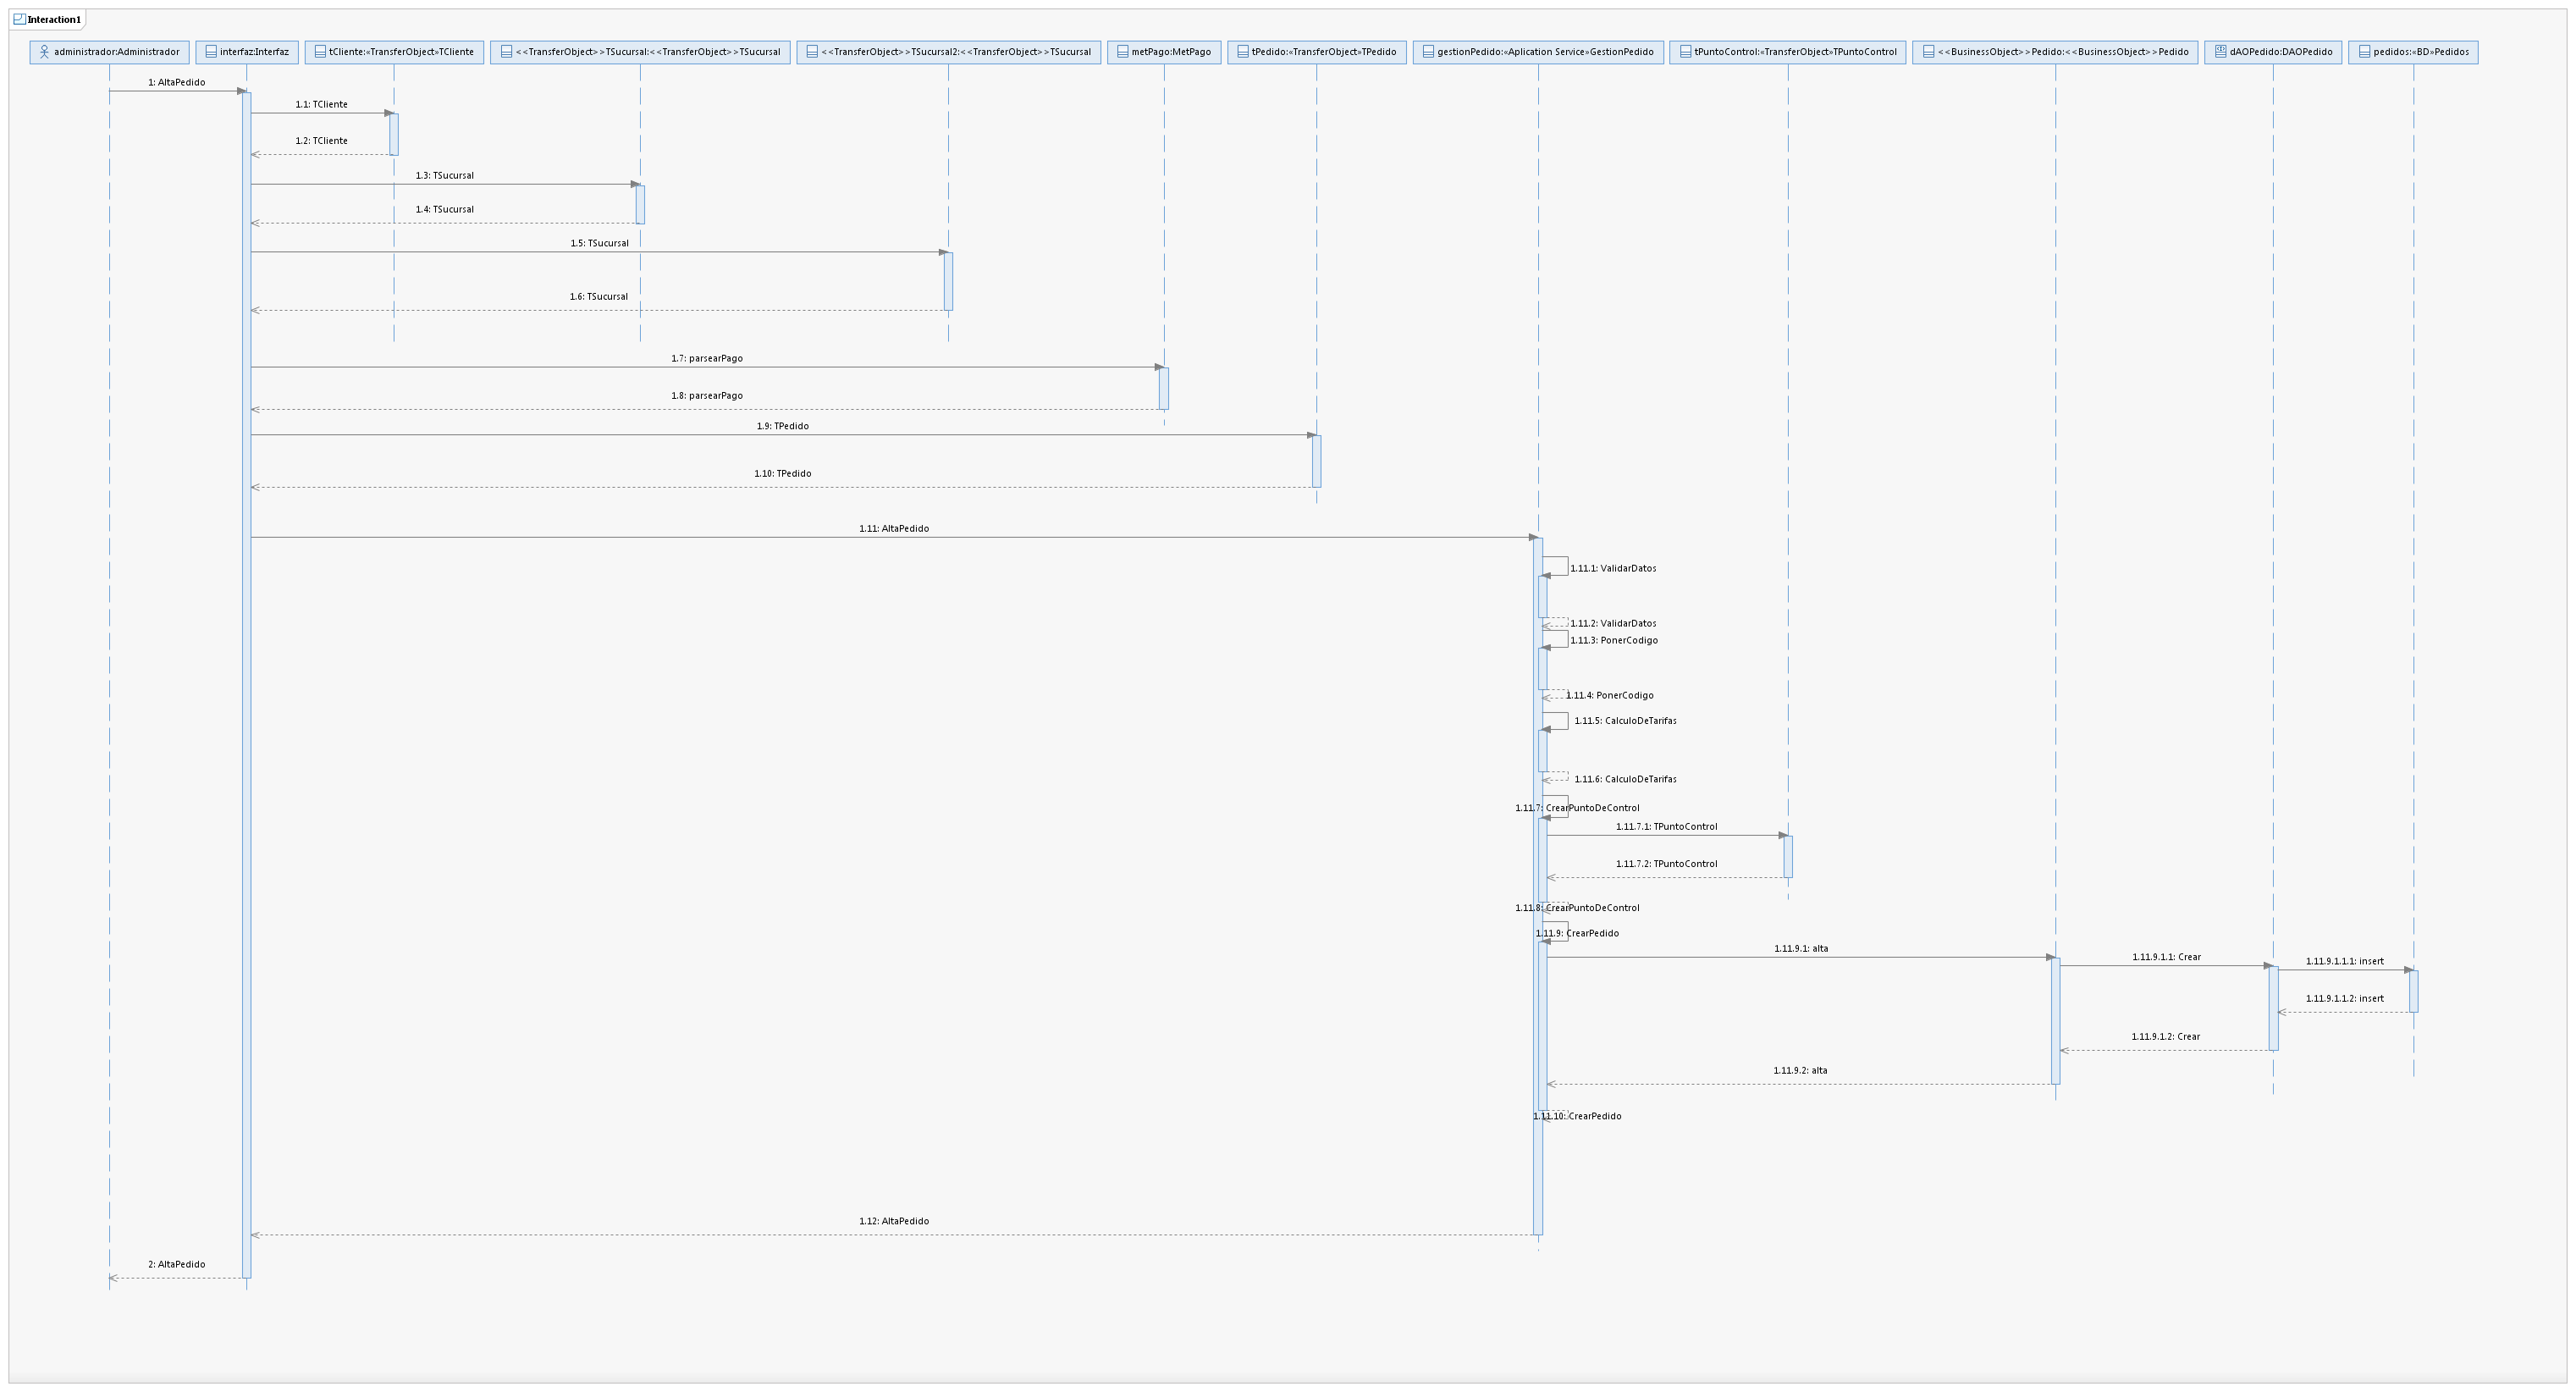 Interaction1
administrador:Administrador
interfaz:Interfaz
tCliente:«TransferObject»TCliente
<<TransferObject>>TSucursal:<<TransferObject>>TSucursal
<<TransferObject>>TSucursal2:<<TransferObject>>TSucursal
metPago:MetPago
tPedido:«TransferObject»TPedido
gestionPedido:«Aplication Service»GestionPedido
tPuntoControl:«TransferObject»TPuntoControl
<<BusinessObject>>Pedido:<<BusinessObject>>Pedido
dAOPedido:DAOPedido
pedidos:«BD»Pedidos
1: AltaPedido
1.1: TCliente
1.2: TCliente
1.3: TSucursal
1.4: TSucursal
1.5: TSucursal
1.6: TSucursal
1.7: parsearPago
1.8: parsearPago
1.9: TPedido
1.10: TPedido
1.11: AltaPedido
1.11.1: ValidarDatos
1.11.2: ValidarDatos
1.11.3: PonerCodigo
1.11.4: PonerCodigo
1.11.5: CalculoDeTarifas
1.11.6: CalculoDeTarifas
1.11.7: CrearPuntoDeControl
1.11.7.1: TPuntoControl
1.11.7.2: TPuntoControl
1.11.8: CrearPuntoDeControl
1.11.9: CrearPedido
1.11.9.1: alta
1.11.9.1.1: Crear
1.11.9.1.1.1: insert
1.11.9.1.1.2: insert
1.11.9.1.2: Crear
1.11.9.2: alta
1.11.10: CrearPedido
1.12: AltaPedido
2: AltaPedido